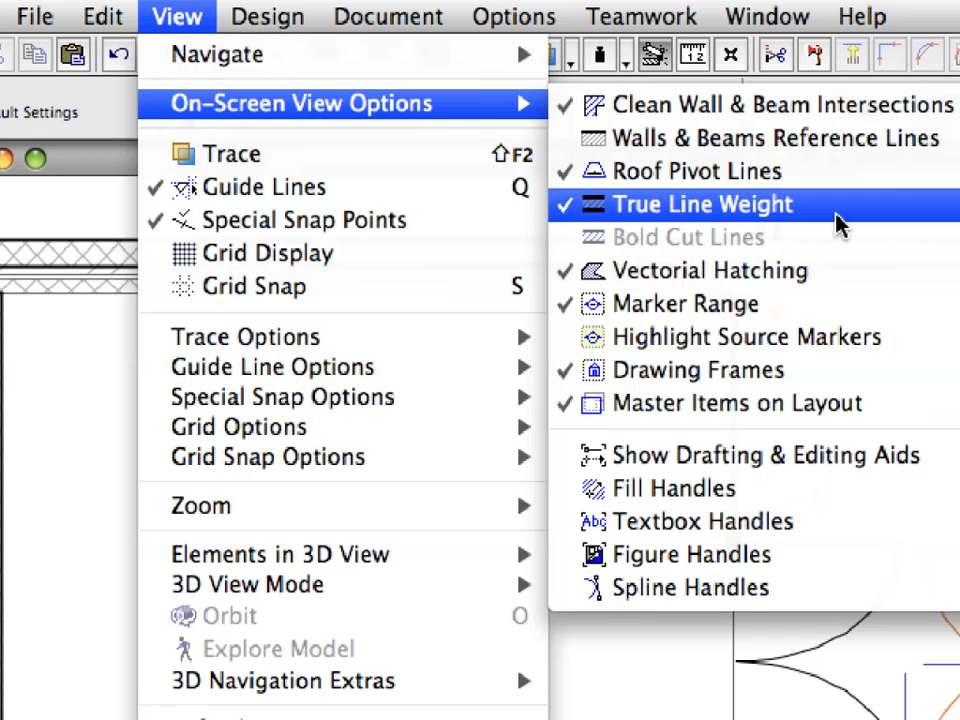 File Edit View Design Document Options Teamwork Window Help
1 2
ult Settings
Navigate
On-Screen View Options
Trace ⇧F2
Guide Lines Q
Special Snap Points
Grid Display
Grid Snap S
Trace Options
Guide Line Options
Special Snap Options
Grid Options
Grid Snap Options
Zoom
Elements in 3D View
3D View Mode
Orbit O
Explore Model
3D Navigation Extras
Clean Wall & Beam Intersections
Walls & Beams Reference Lines
Roof Pivot Lines
True Line Weight
Bold Cut Lines
Vectorial Hatching
Marker Range
Highlight Source Markers
Drawing Frames
Master Items on Layout
Show Drafting & Editing Aids
Fill Handles
Abc Textbox Handles
Figure Handles
Spline Handles